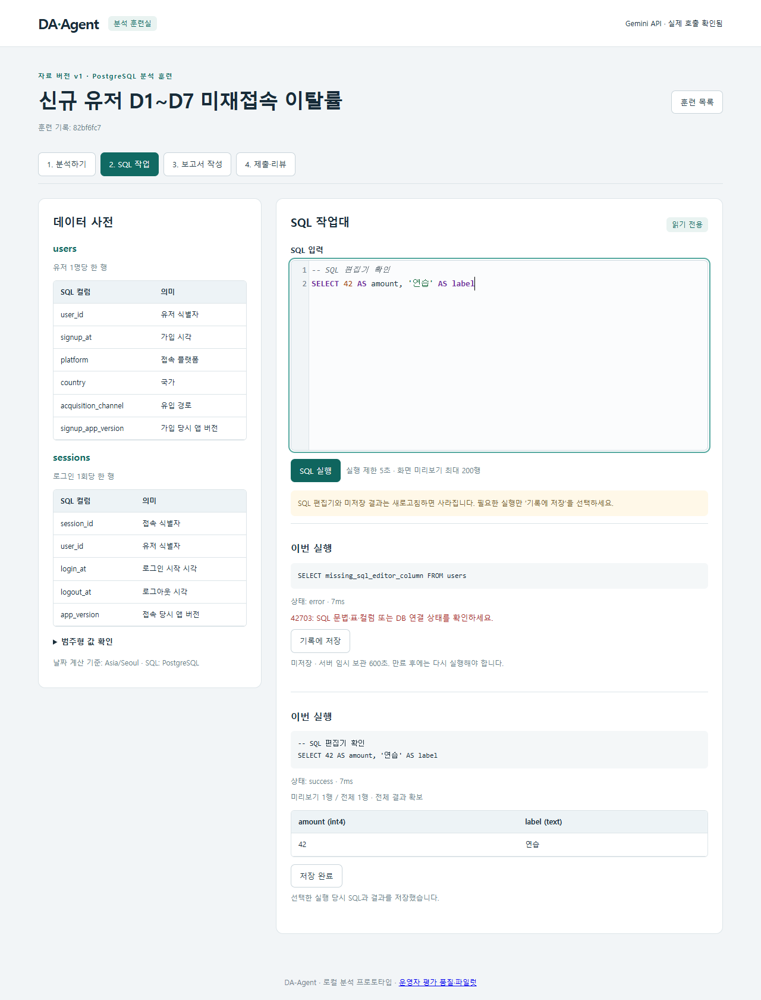 DA·Agent 분석 훈련실
Gemini API · 실제 호출 확인됨
자료 버전 v1 · PostgreSQL 분석 훈련
신규 유저 D1~D7 미재접속 이탈률
훈련 목록
훈련 기록: 82bf6fc7
1. 분석하기 2. SQL 작업 3. 보고서 작성 4. 제출·리뷰
데이터 사전
users
유저 1명당 한 행
SQL 컬럼 의미
user_id 유저 식별자
signup_at 가입 시각
platform 접속 플랫폼
country 국가
acquisition_channel 유입 경로
signup_app_version 가입 당시 앱 버전
sessions
로그인 1회당 한 행
SQL 컬럼 의미
session_id 접속 식별자
user_id 유저 식별자
login_at 로그인 시작 시각
logout_at 로그아웃 시각
app_version 접속 당시 앱 버전
▶ 범주형 값 확인
날짜 계산 기준: Asia/Seoul · SQL: PostgreSQL
SQL 작업대
읽기 전용
SQL 입력
1 -- SQL 편집기 확인
2 SELECT 42 AS amount, '연습' AS label
SQL 실행 실행 제한 5초 · 화면 미리보기 최대 200행
SQL 편집기와 미저장 결과는 새로고침하면 사라집니다. 필요한 실행만 ‘기록에 저장’을 선택하세요.
이번 실행
SELECT missing_sql_editor_column FROM users
상태: error · 7ms
42703: SQL 문법·표·컬럼 또는 DB 연결 상태를 확인하세요.
기록에 저장
미저장 · 서버 임시 보관 600초. 만료 후에는 다시 실행해야 합니다.
이번 실행
-- SQL 편집기 확인
SELECT 42 AS amount, '연습' AS label
상태: success · 7ms
미리보기 1행 / 전체 1행 · 전체 결과 확보
amount (int4) label (text)
42 연습
저장 완료
선택한 실행 당시 SQL과 결과를 저장했습니다.
DA-Agent · 로컬 분석 프로토타입 · 운영자 평가 품질·파일럿